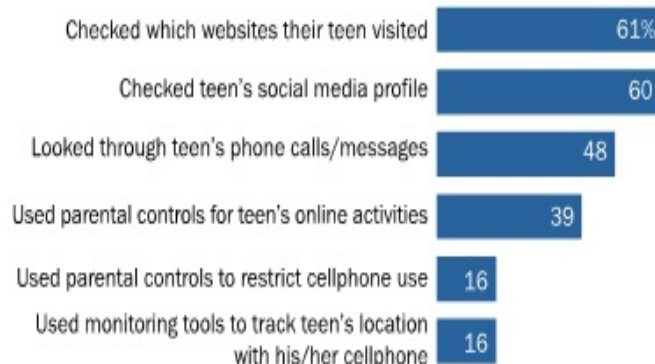 Checked which websites their teen visited 61%
Checked teen's social media profile 60
Looked through teen's phone calls/messages 48
Used parental controls for teen's online activities 39
Used parental controls to restrict cellphone use 16
Used monitoring tools to track teen's location
with his/her cellphone 16